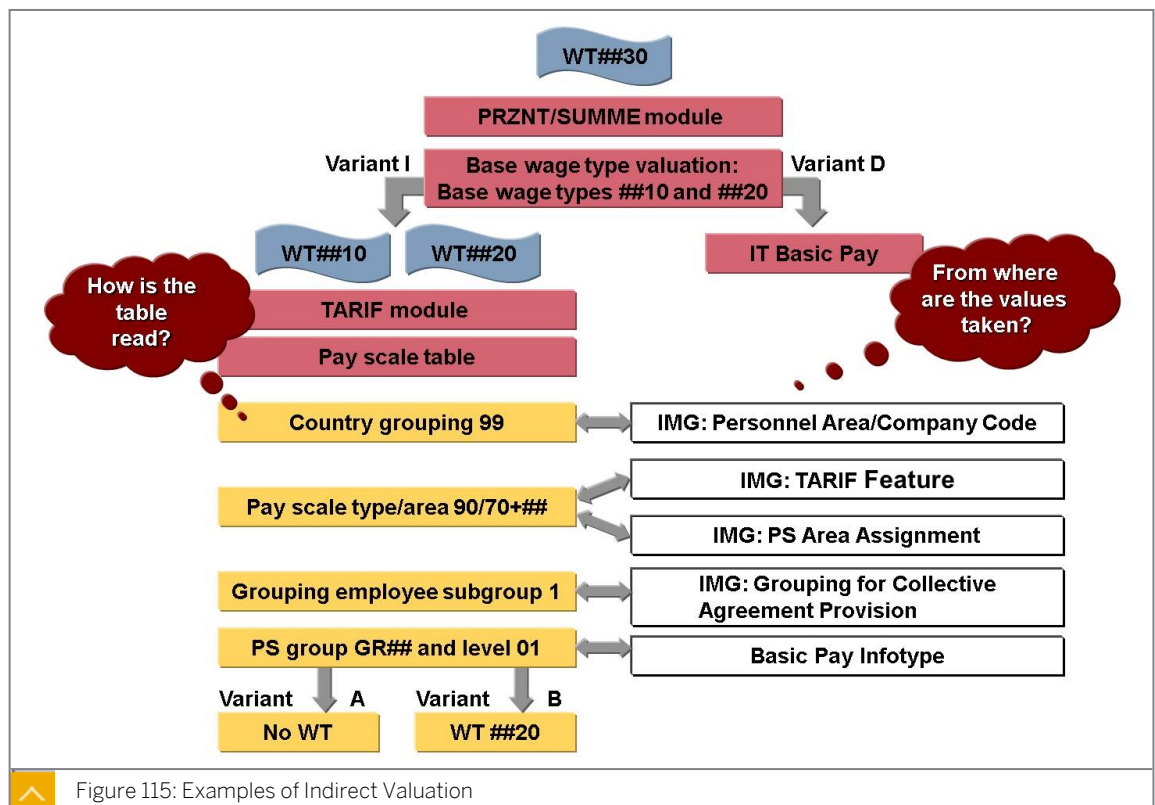 WT##30
PRZNT/SUMME module
Variant I
Base wage type valuation:
Base wage types ##10 and ##20
Variant D
WT##10
WT##20
IT Basic Pay
How is the
table
read?
From where
are the values
taken?
TARIF module
Pay scale table
Country grouping 99
IMG: Personnel Area/Company Code
Pay scale type/area 90/70+##
IMG: TARIF Feature
IMG: PS Area Assignment
Grouping employee subgroup 1
IMG: Grouping for Collective
Agreement Provision
PS group GR## and level 01
Basic Pay Infotype
Variant A
Variant B
No WT
WT ##20
Figure 115: Examples of Indirect Valuation